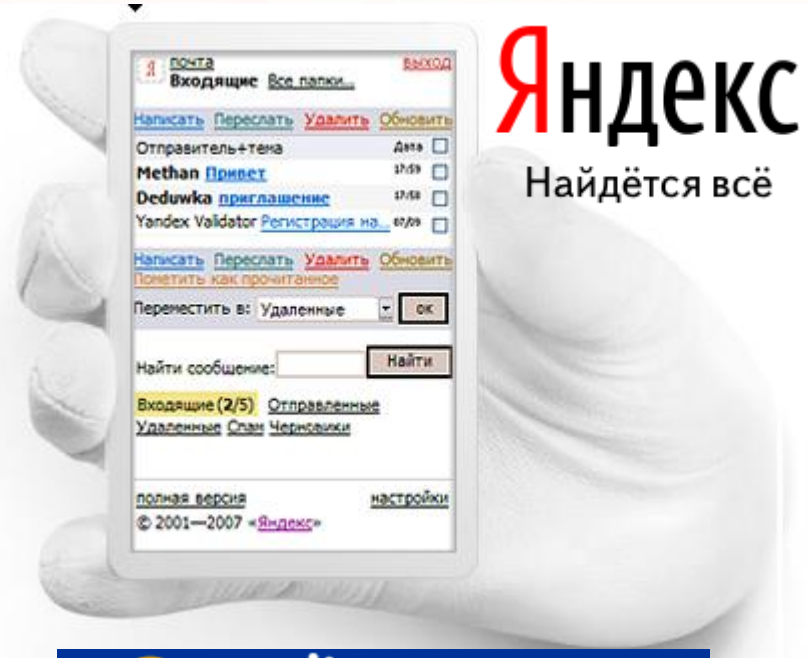 Я почта выход
Входящие Все папки...
Написать Переслать Удалить Обновить
Отправитель+тема Дата
Methan Привет 17:59
Deduwka приглашение 17:58
Yandex Validator Регистрация на... 07/09
Написать Переслать Удалить Обновить
Пометить как прочитанное
Переместить в: Удаленные ок
Найти сообщение: Найти
Входящие (2/5) Отправленные
Удаленные Спам Черновики
полная версия настройки
© 2001—2007 «Яндекс»
Яндекс
Найдётся всё